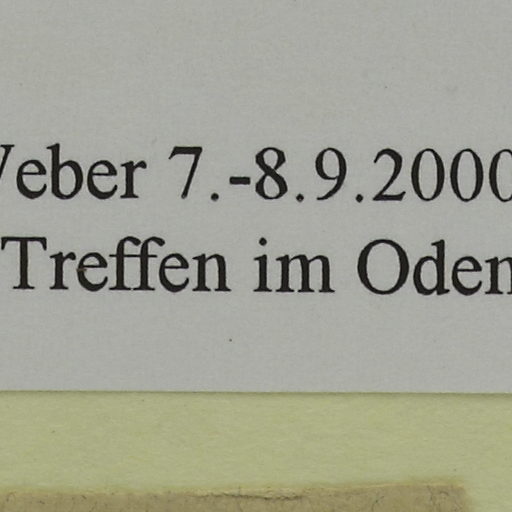 Weber 7.-8.9.2000
Treffen im Oden